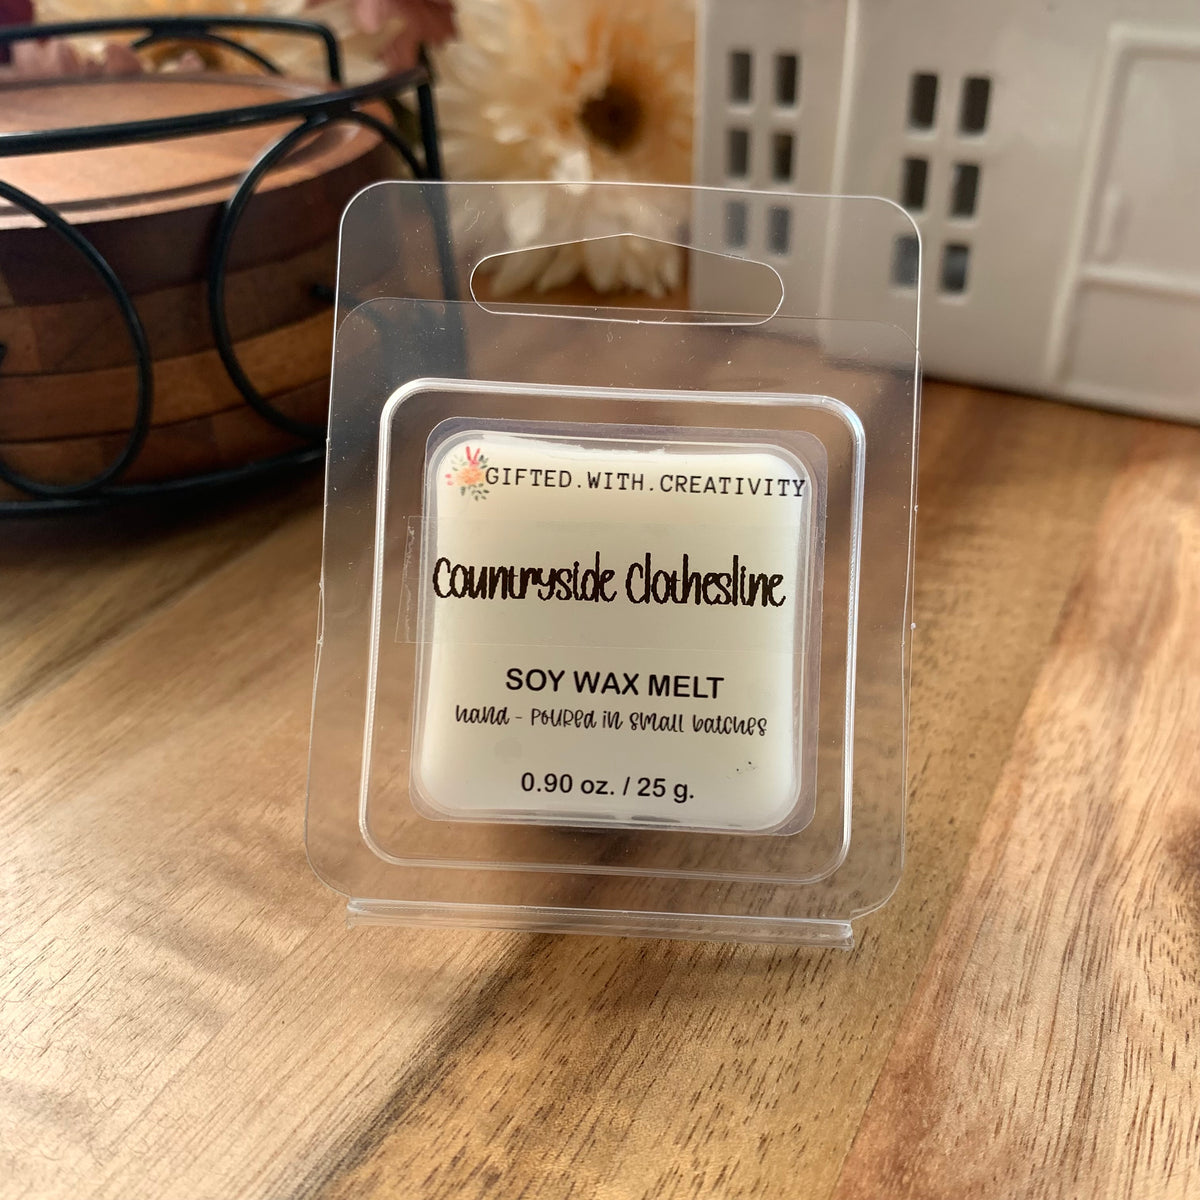 GIFTED.WITH.CREATIVITY
Countryside Clothesline
SOY WAX MELT
hand - poured in small batches
0.90 oz. / 25 g.